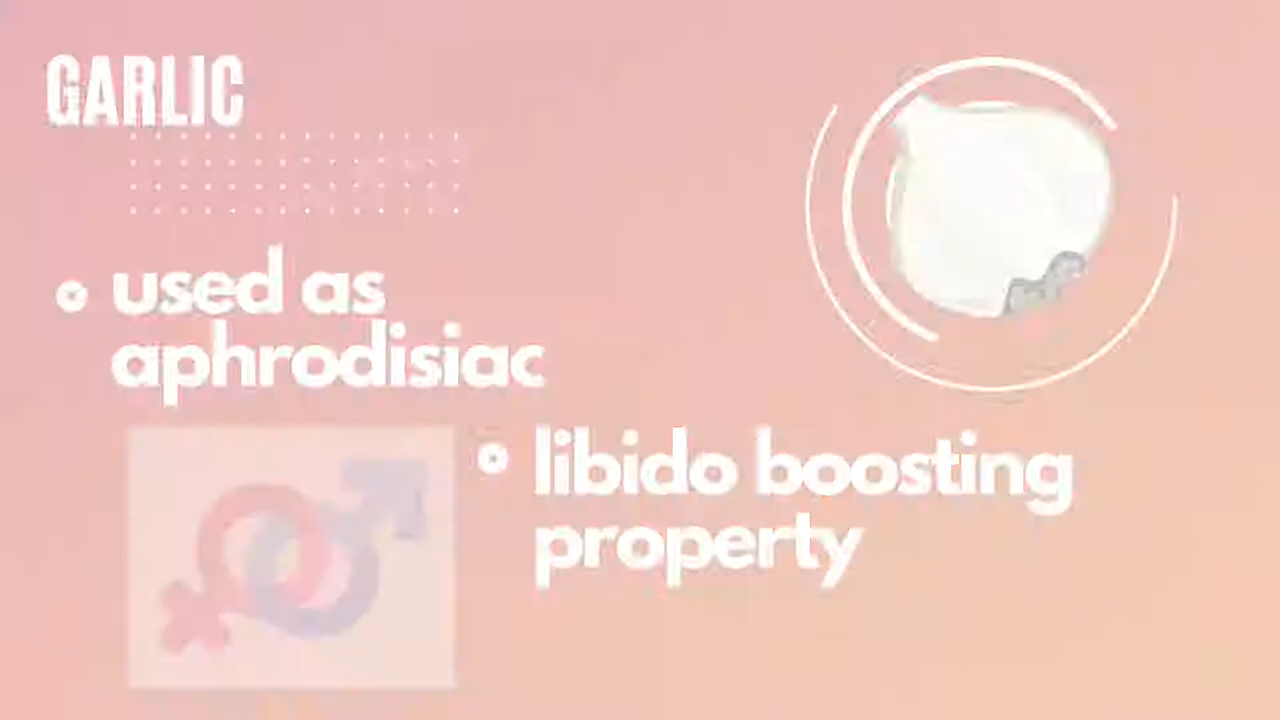 GARLIC
used as
aphrodisiac
libido boosting
property